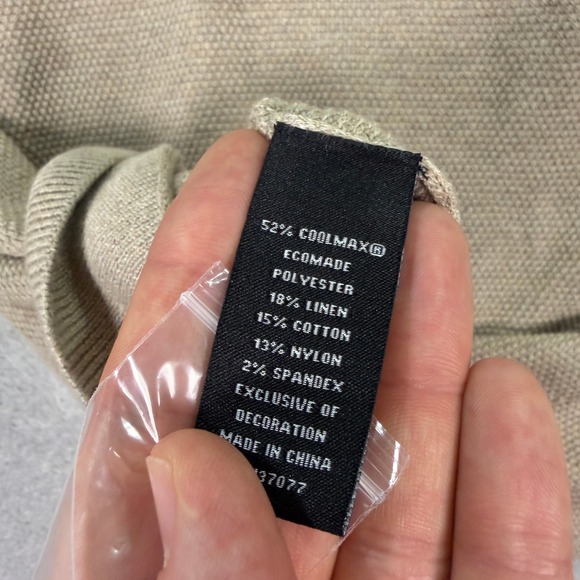 52% COOLMAX®
ECOMADE
POLYESTER
18% LINEN
15% COTTON
13% NYLON
2% SPANDEX
EXCLUSIVE OF
DECORATION
MADE IN CHINA